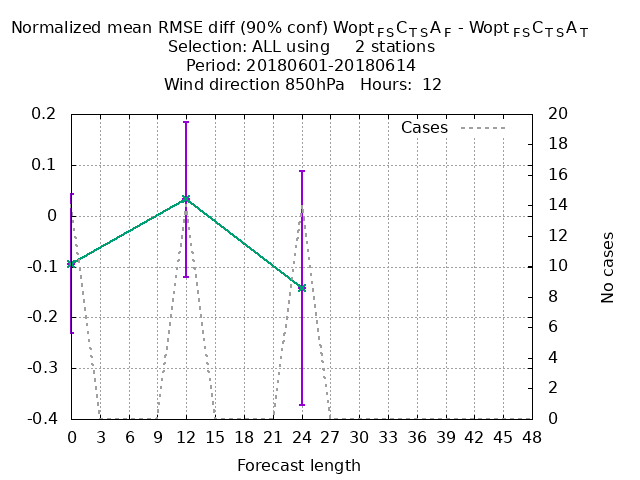 Normalized mean RMSE diff (90% conf) Wopt FS C TS A F - Wopt FS C TS A T
Selection: ALL using 2 stations
Period: 20180601-20180614
Wind direction 850hPa Hours: 12
Cases
0.2
0.1
0
-0.1
-0.2
-0.3
-0.4
20
18
16
14
12
10
8
6
4
2
0
No cases
0 3 6 9 12 15 18 21 24 27 30 33 36 39 42 45 48
Forecast length